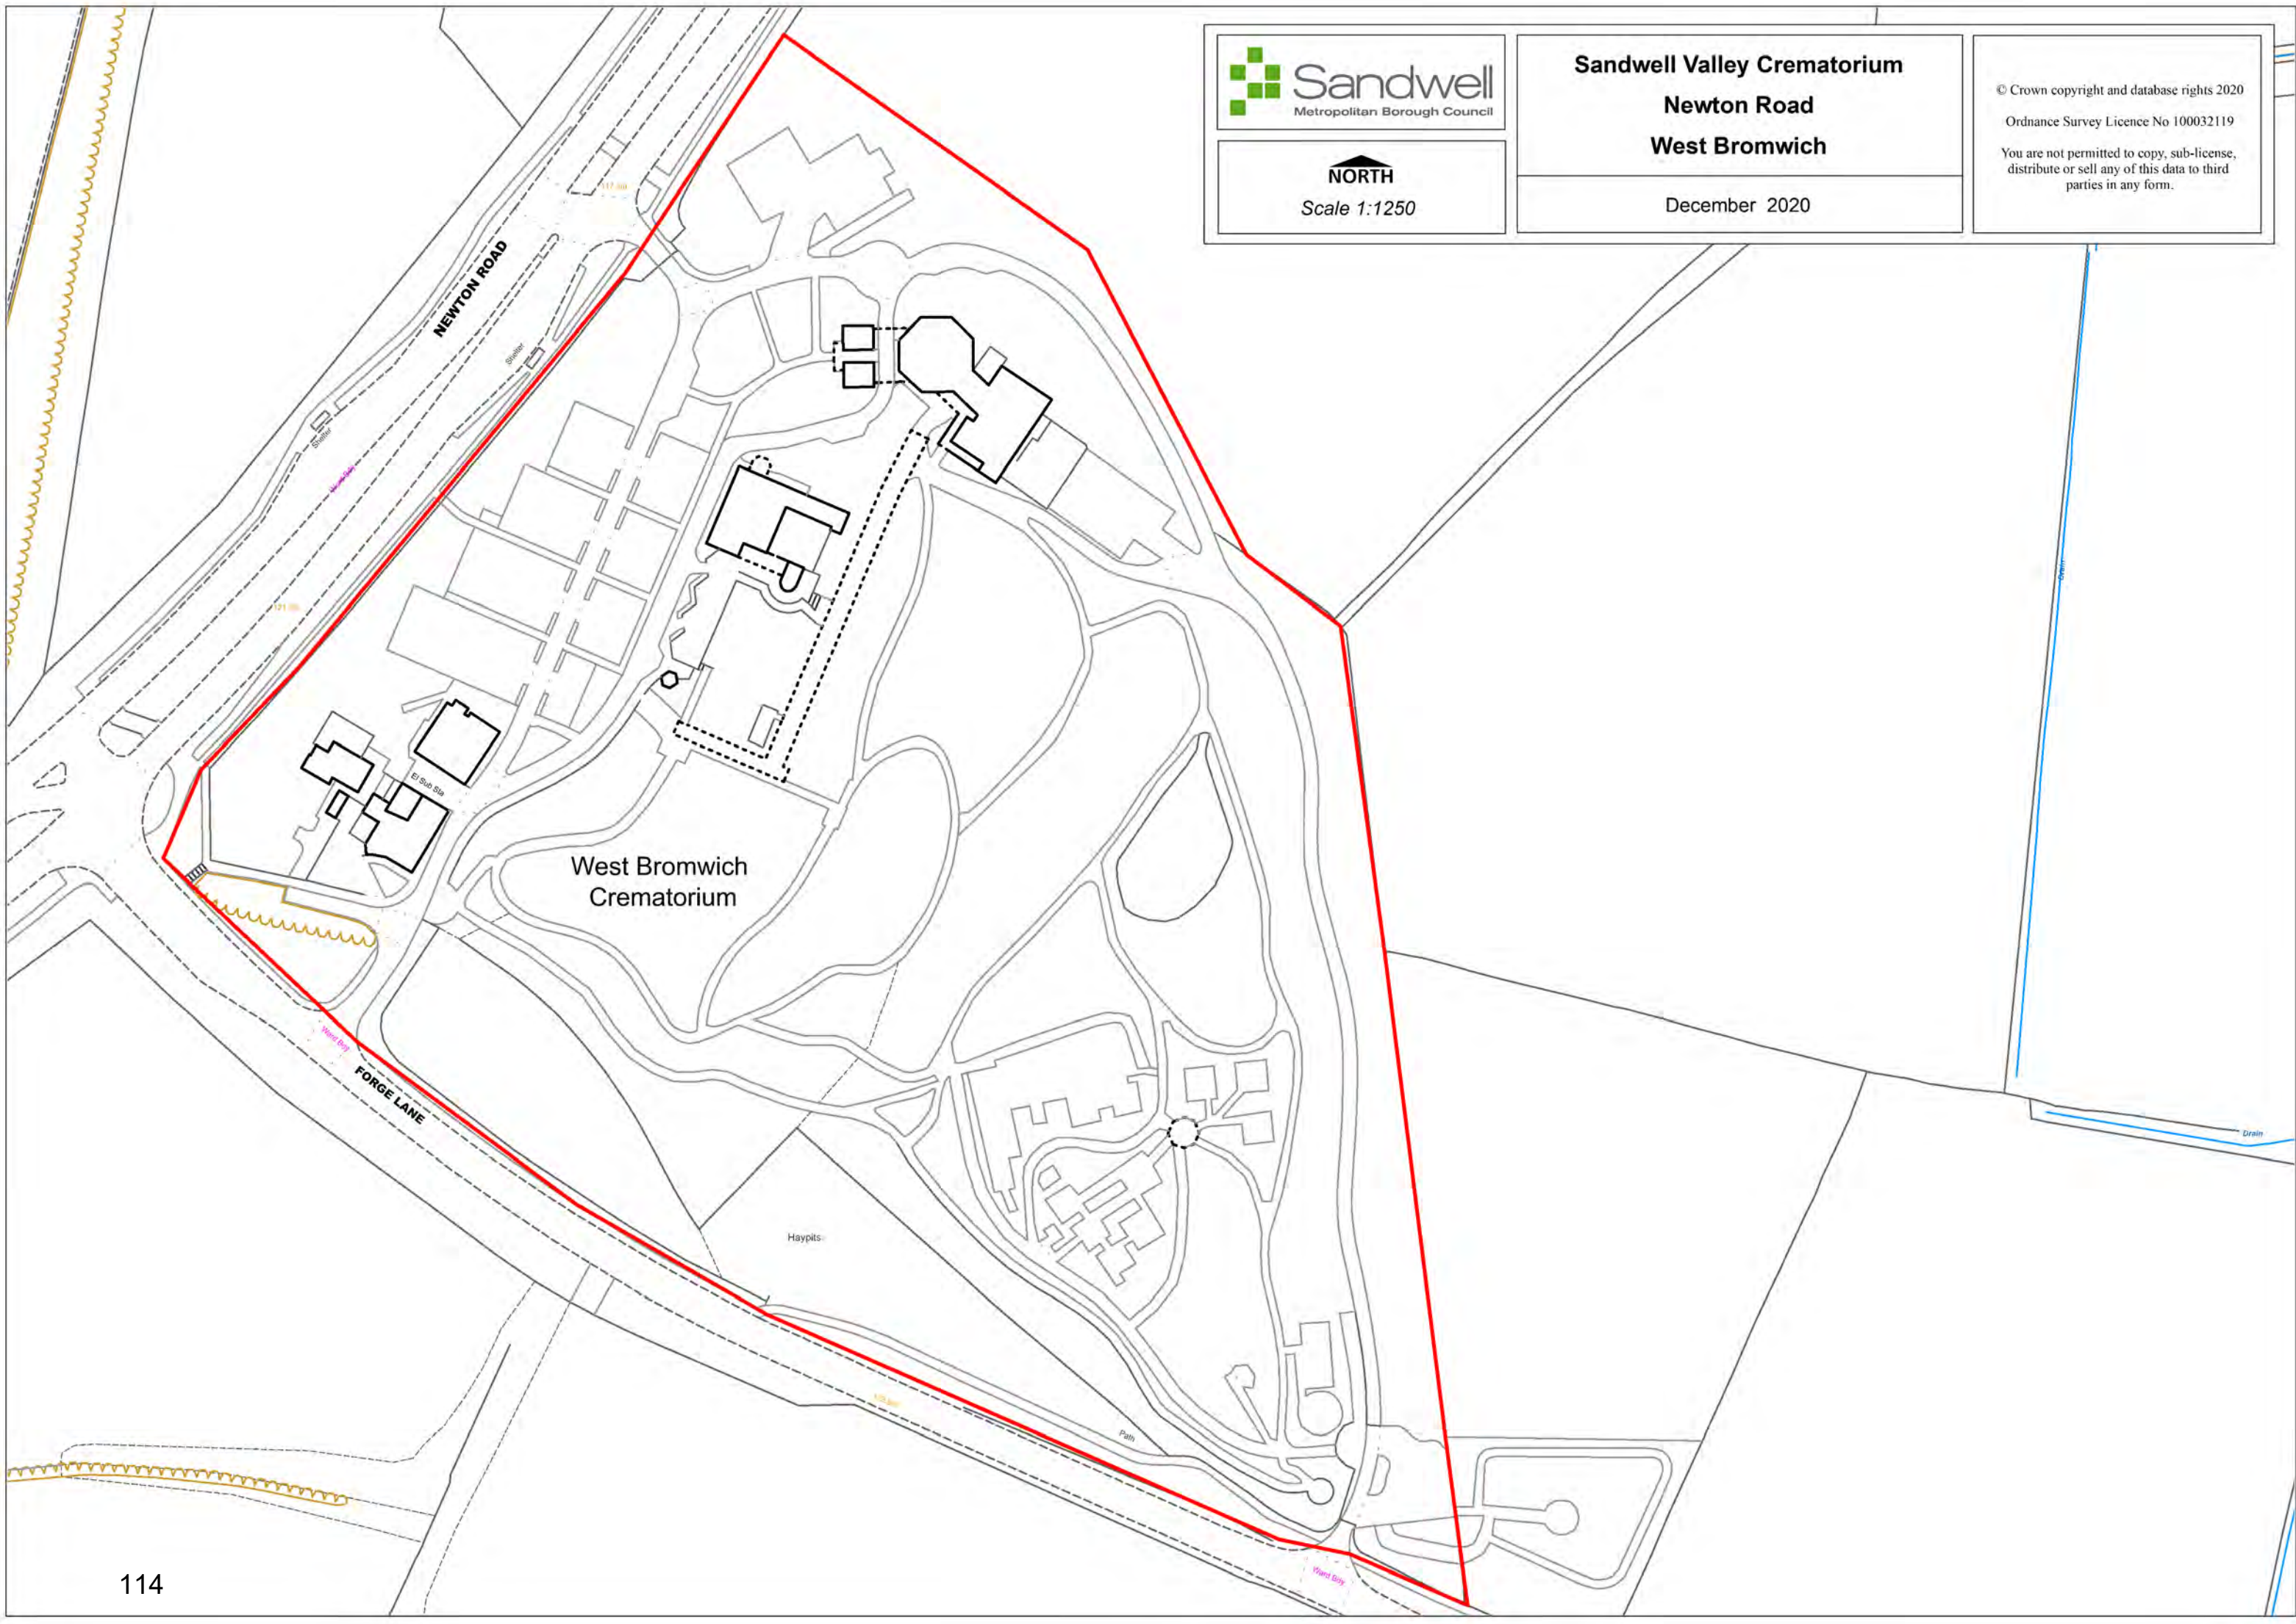 Sandwell
Metropolitan Borough Council
NORTH
Scale 1:1250
Sandwell Valley Crematorium
Newton Road
West Bromwich
December 2020
© Crown copyright and database rights 2020
Ordnance Survey Licence No 100032119
You are not permitted to copy, sub-license,
distribute or sell any of this data to third
parties in any form.
NEWTON ROAD
Shelter
Shelter
Drain
El Sub Sta
West Bromwich
Crematorium
Ward Bdy
FORGE LANE
Drain
Haypits
Path
Ward Bdy
114